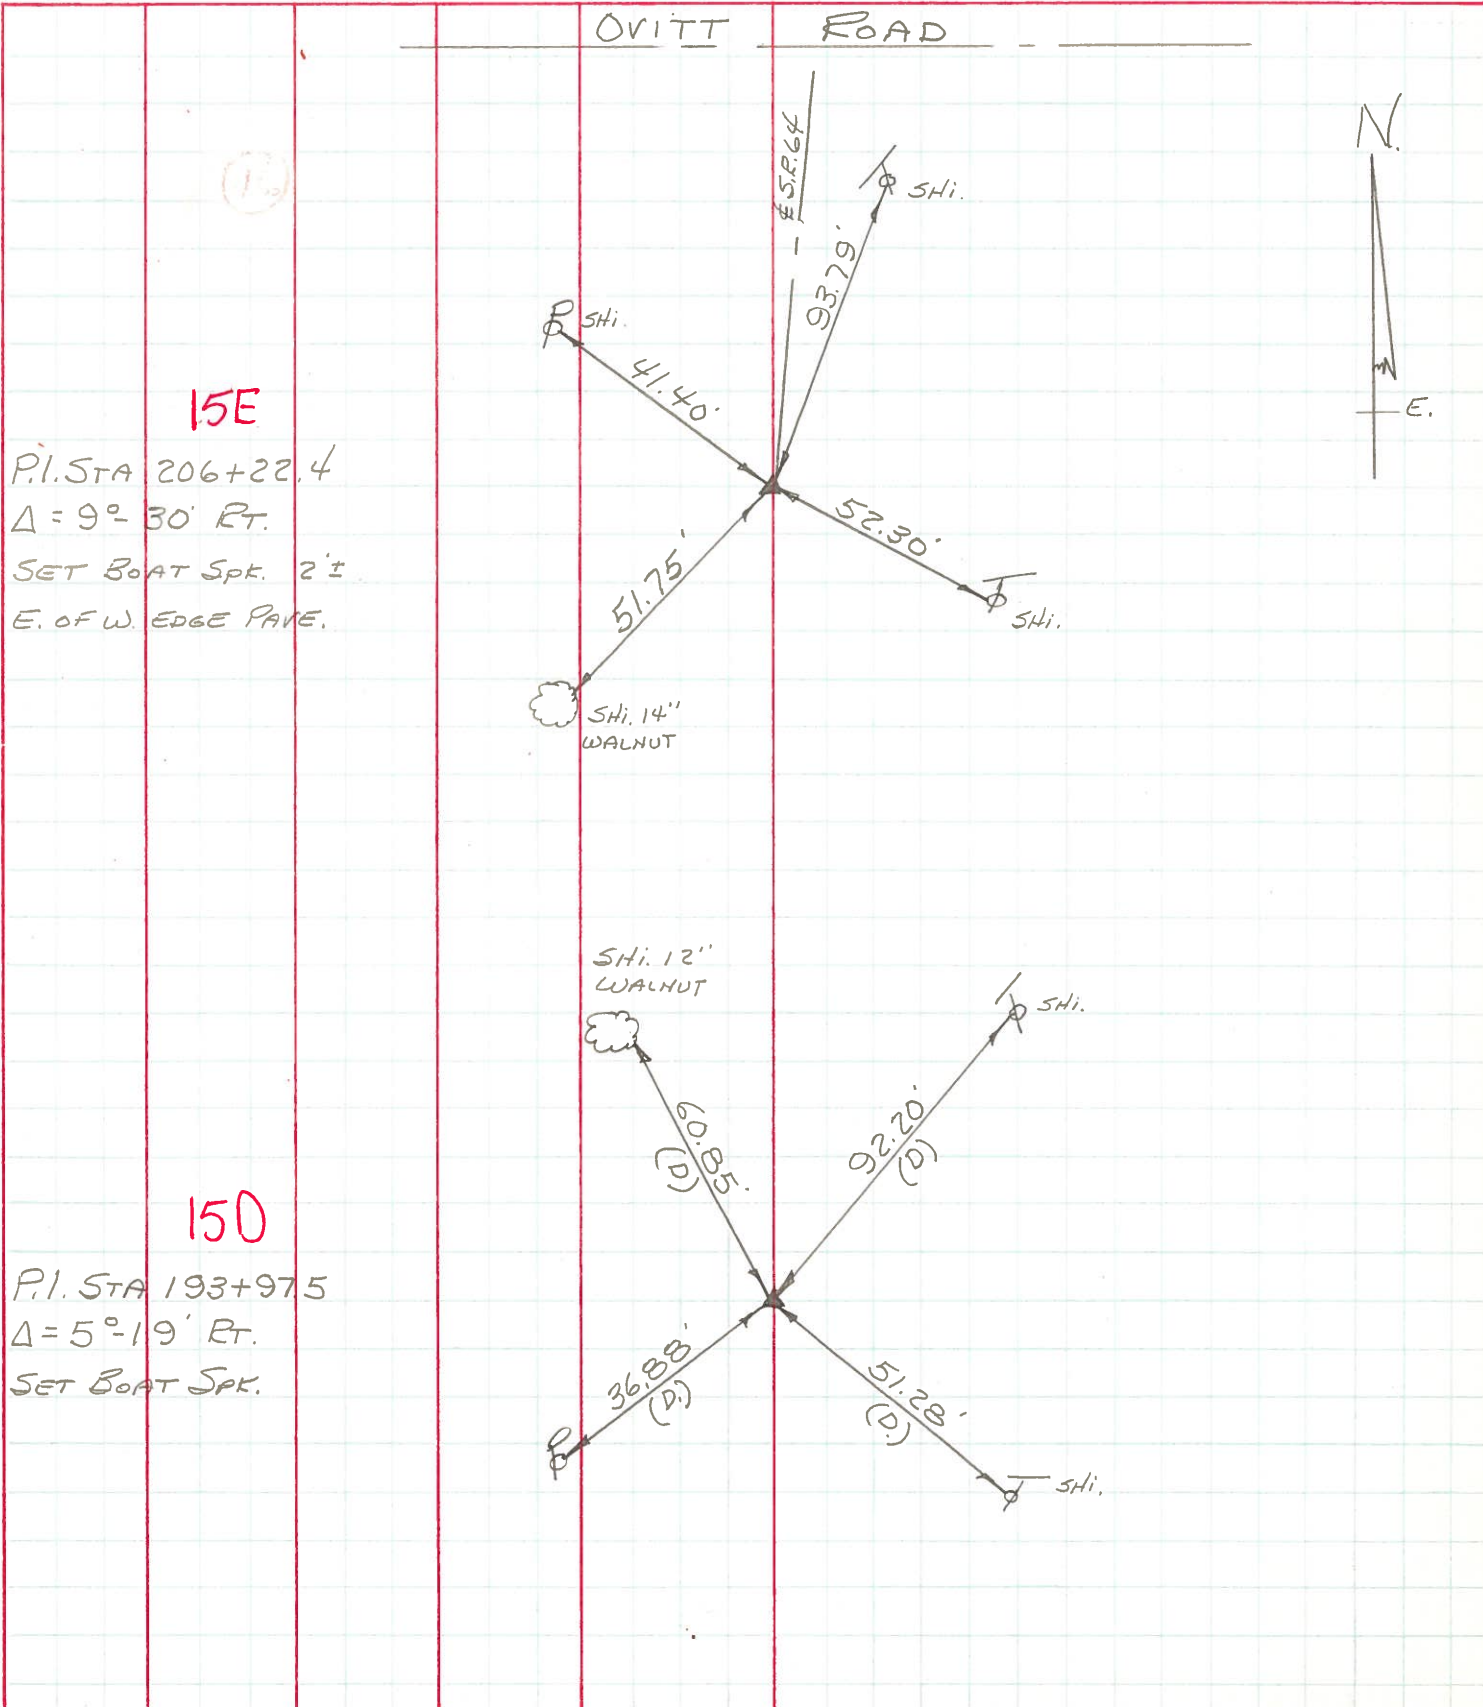 OVITT ROAD
N.
E.
℄ S.R. 64
SHI.
93.79'
SHI.
41.40'
15E
P.I. STA 206+22.4
Δ = 9°-30' RT.
SET BOAT SPK. 2'±
E. OF W. EDGE PAVE.
52.30'
SHI.
51.75'
SHI. 14"
WALNUT
SHI. 12"
WALNUT
SHI.
60.85'
(D)
92.20'
(D)
15D
P.I. STA 193+97.5
Δ = 5°-19' RT.
SET BOAT SPK.
36.88'
(D.)
51.28'
(D.)
SHI.